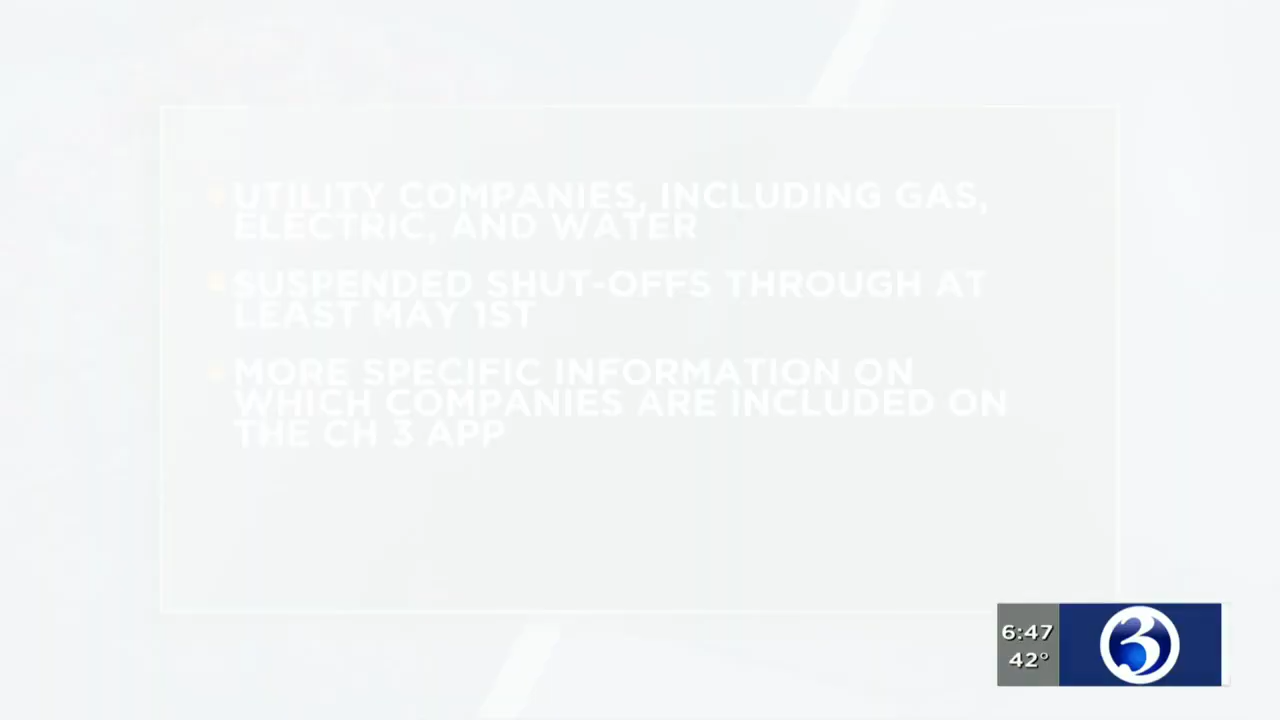 UTILITY COMPANIES, INCLUDING GAS,
ELECTRIC, AND WATER
SUSPENDED SHUT-OFFS THROUGH AT
LEAST MAY 1ST
MORE SPECIFIC INFORMATION ON
WHICH COMPANIES ARE INCLUDED ON
THE CH 3 APP
6:47
42°
3